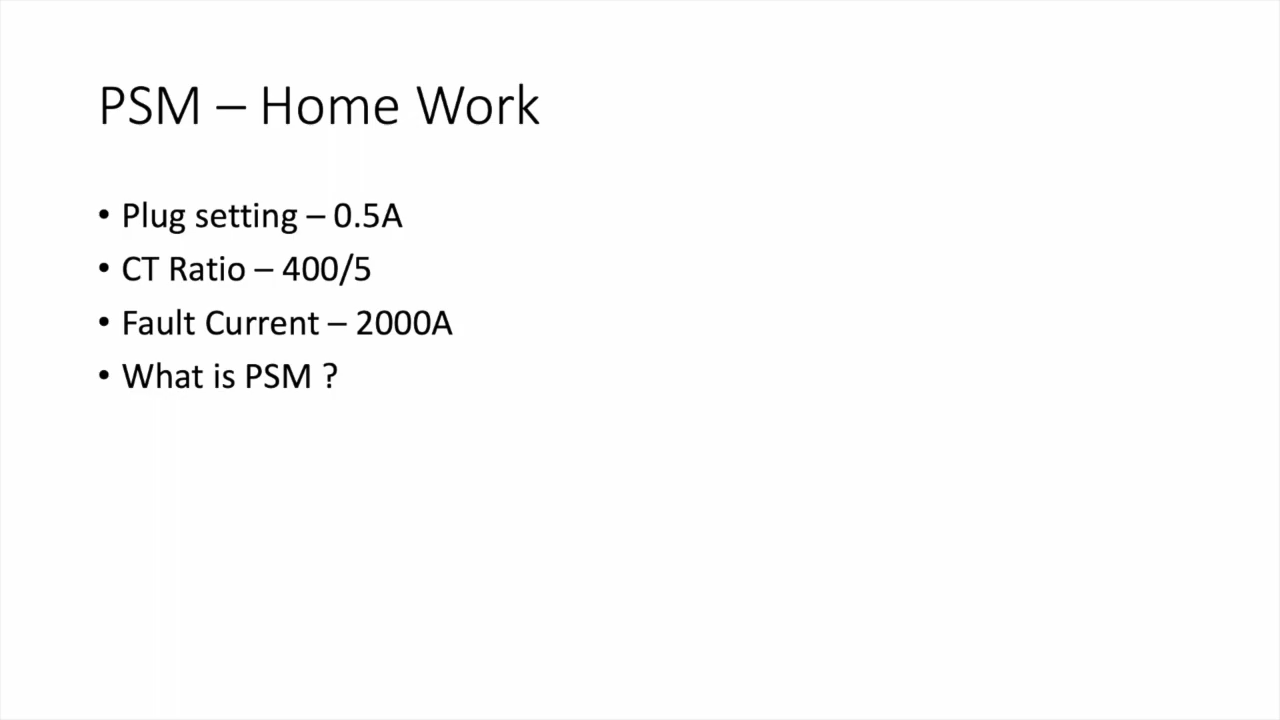 PSM – Home Work
• Plug setting – 0.5A
• CT Ratio – 400/5
• Fault Current – 2000A
• What is PSM ?